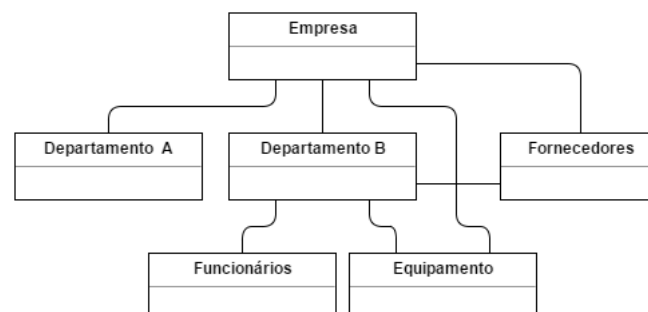 Empresa
Departamento A
Departamento B
Fornecedores
Funcionários
Equipamento